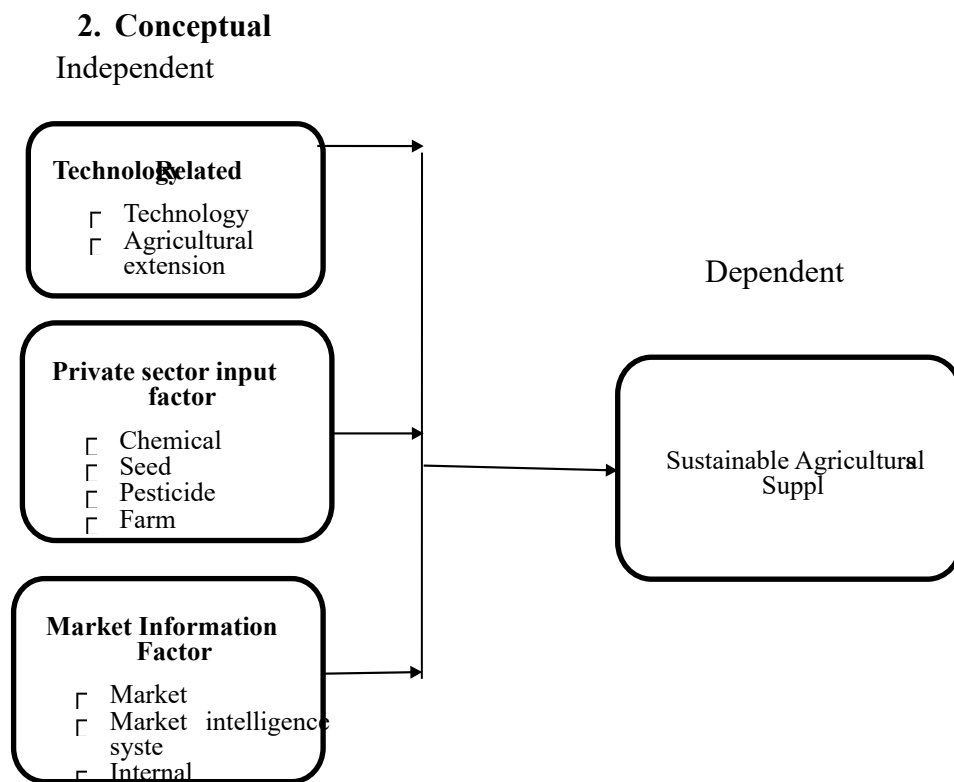 2. Conceptual
Independent
Technology Related
Technology
Agricultural
extension
Private sector input
factor
Chemical
Seed
Pesticide
Farm
Market Information
Factor
Market
Market intelligence
syste
Internal
Dependent
Sustainable Agricultural
Suppl